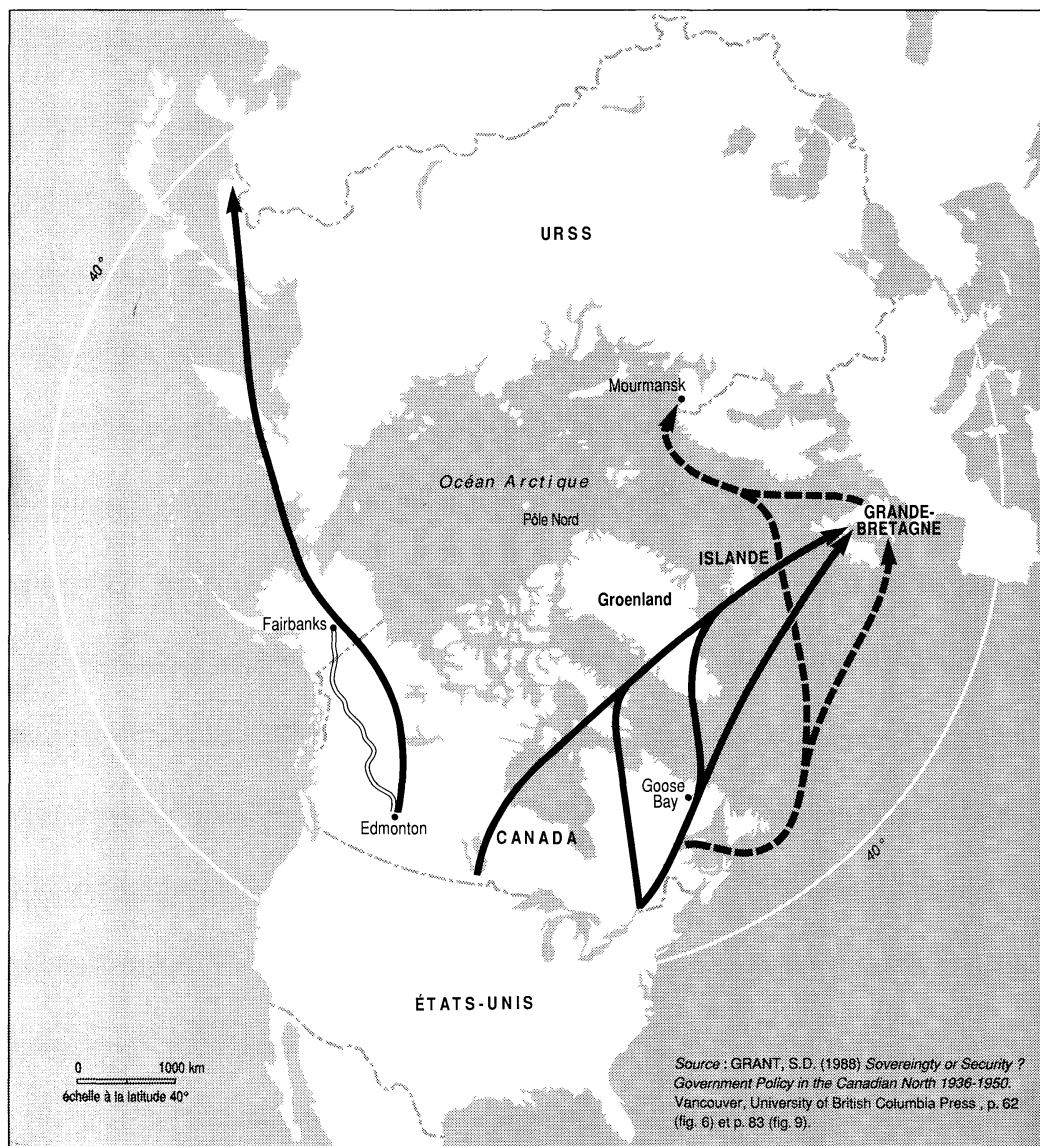 40°
URSS
Mourmansk
Océan Arctique
Pôle Nord
GRANDE-
BRETAGNE
ISLANDE
Groenland
Fairbanks
Goose
Bay
Edmonton
CANADA
40°
ÉTATS-UNIS
0 1000 km
échelle à la latitude 40°
Source : GRANT, S.D. (1988) Sovereingty or Security ?
Government Policy in the Canadian North 1936-1950.
Vancouver, University of British Columbia Press , p. 62
(fig. 6) et p. 83 (fig. 9).